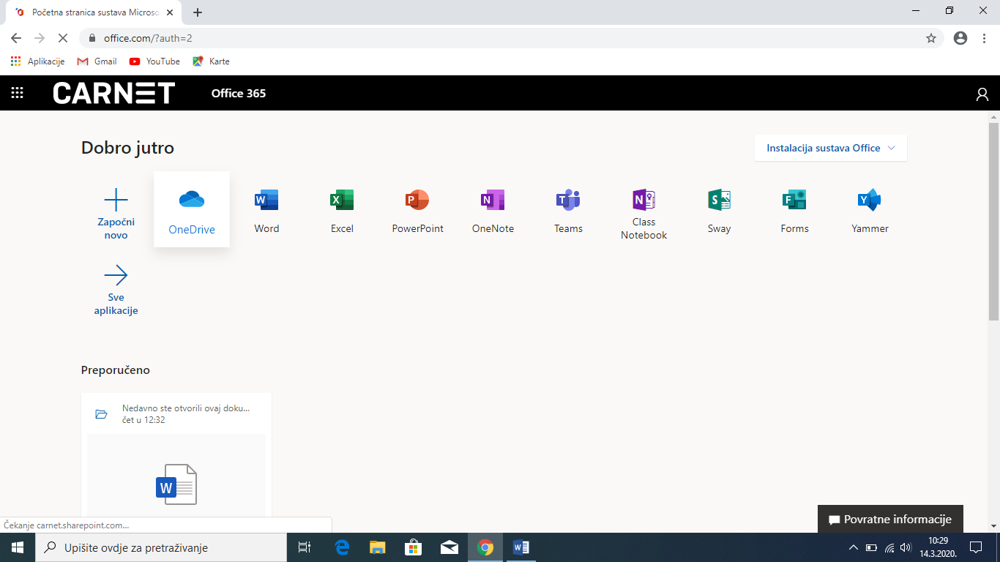 Početna stranica sustava Microso
office.com/?auth=2
Aplikacije Gmail YouTube Karte
CARNET Office 365
Dobro jutro
Instalacija sustava Office
Započni novo
OneDrive
Word
Excel
PowerPoint
OneNote
Teams
Class Notebook
Sway
Forms
Yammer
Sve aplikacije
Preporučeno
Nedavno ste otvorili ovaj doku...
čet u 12:32
W
Čekanje carnet.sharepoint.com...
Povratne informacije
Upišite ovdje za pretraživanje
10:29
14.3.2020.